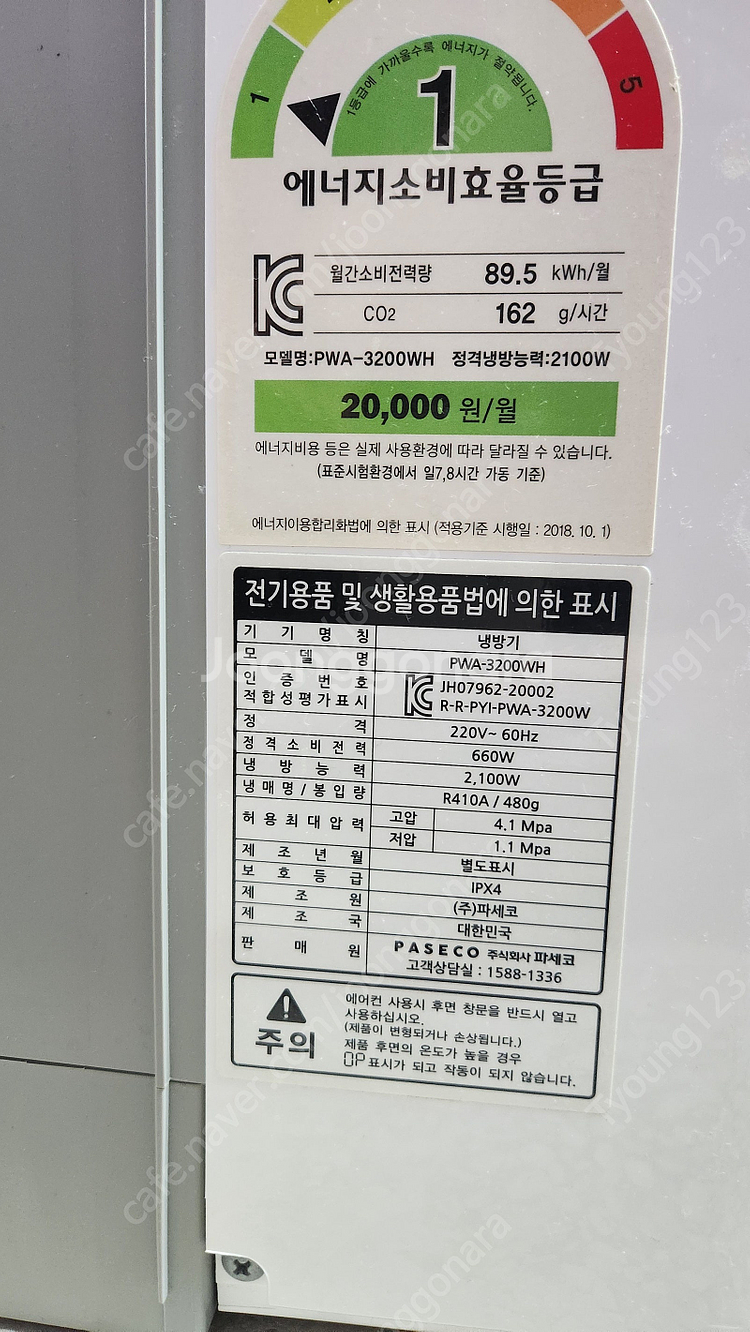 1등급에 가까울수록 에너지가 절약됩니다.
1
1
5
에너지소비효율등급
월간소비전력량 89.5 kWh/월
CO2 162 g/시간
모델명:PWA-3200WH 정격냉방능력:2100W
20,000 원/월
에너지비용 등은 실제 사용환경에 따라 달라질 수 있습니다.
(표준시험환경에서 일7,8시간 가동 기준)
에너지이용합리화법에 의한 표시 (적용기준 시행일 : 2018. 10. 1)
전기용품 및 생활용품법에 의한 표시
기기명칭 냉방기
모델명 PWA-3200WH
인증번호 JH07962-20002
적합성평가표시 R-R-PYI-PWA-3200W
정격 220V~ 60Hz
정격소비전력 660W
냉방능력 2,100W
냉매명/봉입량 R410A / 480g
허용최대압력 고압 4.1 Mpa
저압 1.1 Mpa
제조년월 별도표시
보호등급 IPX4
제조원 (주)파세코
제조국 대한민국
판매원 PASECO 주식회사 파세코
고객상담실 : 1588-1336
주의
에어컨 사용시 후면 창문을 반드시 열고
사용하십시오.
(제품이 변형되거나 손상됩니다.)
제품 후면의 온도가 높을 경우
OP표시가 되고 작동이 되지 않습니다.
Joonggonara
cafe.naver.com/joonggonara
1young123